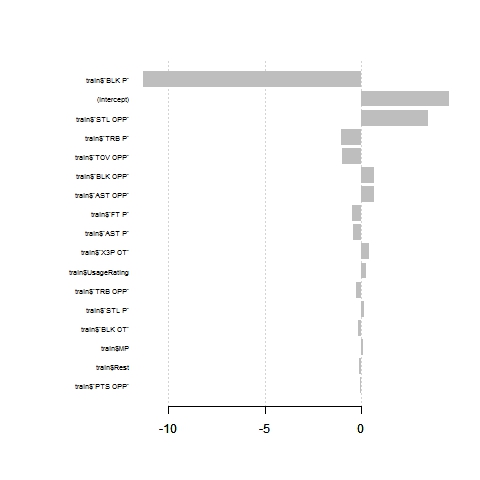 train$`BLK P`
(Intercept)
train$`STL OPP`
train$`TRB P`
train$`TOV OPP`
train$`BLK OPP`
train$`AST OPP`
train$`FT P`
train$`AST P`
train$`X3P OT`
train$UsageRating
train$`TRB OPP`
train$`STL P`
train$`BLK OT`
train$MP
train$Rest
train$`PTS OPP`
-10 -5 0